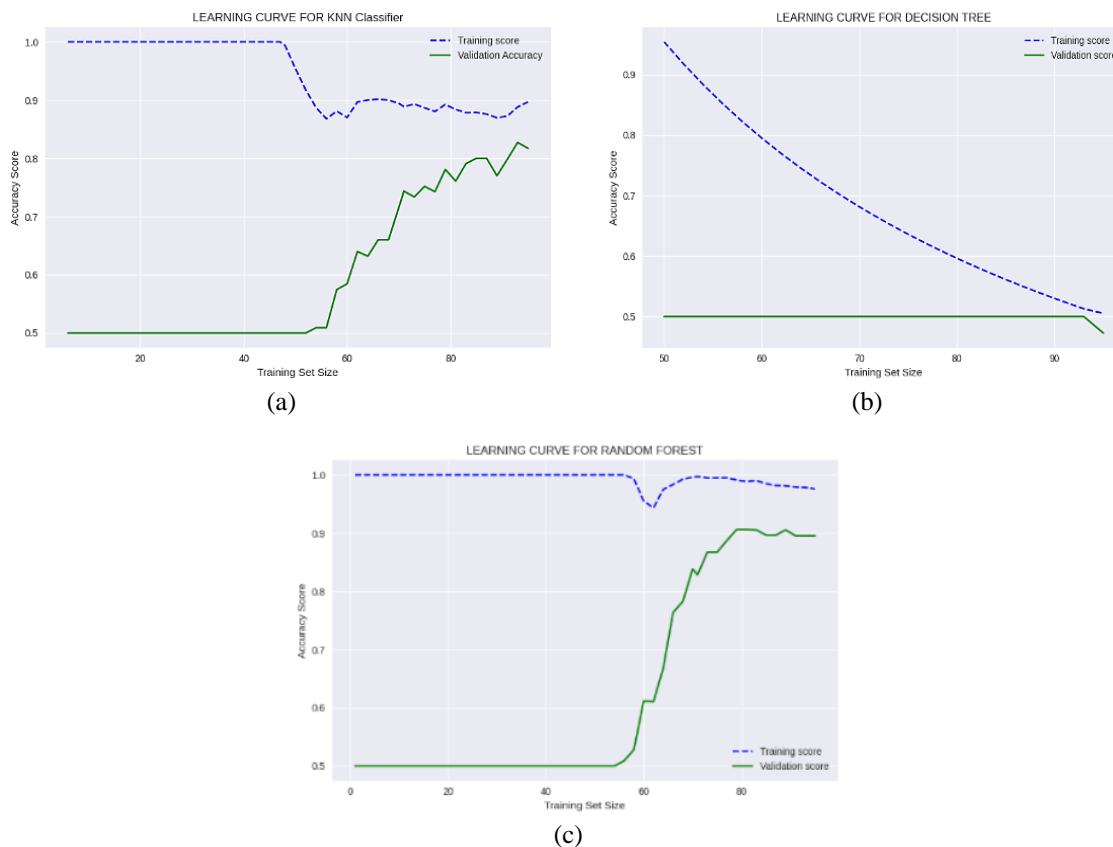 LEARNING CURVE FOR KNN Classifier
Training score
Validation Accuracy
1.0
0.9
0.8
0.7
0.6
0.5
Accuracy Score
20
40
60
80
Training Set Size
(a)
LEARNING CURVE FOR DECISION TREE
Training score
Validation score
0.9
0.8
0.7
0.6
0.5
Accuracy Score
50
60
70
80
90
Training Set Size
(b)
LEARNING CURVE FOR RANDOM FOREST
1.0
0.9
0.8
0.7
0.6
0.5
Accuracy Score
Training score
Validation score
0
20
40
60
80
Training Set Size
(c)